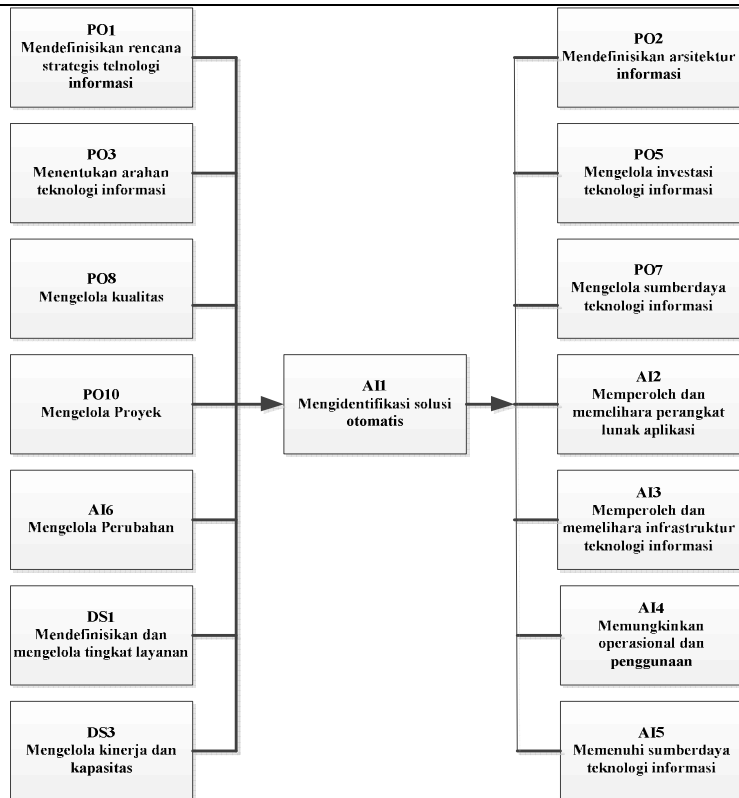 PO1
Mendefinisikan rencana
strategis telnologi
informasi
PO3
Menentukan arahan
teknologi informasi
PO8
Mengelola kualitas
PO10
Mengelola Proyek
AI6
Mengelola Perubahan
DS1
Mendefinisikan dan
mengelola tingkat layanan
DS3
Mengelola kinerja dan
kapasitas
AI1
Mengidentifikasi solusi
otomatis
PO2
Mendefinisikan arsitektur
informasi
PO5
Mengelola investasi
teknologi informasi
PO7
Mengelola sumberdaya
teknologi informasi
AI2
Memperoleh dan
memelihara perangkat
lunak aplikasi
AI3
Memperoleh dan
memelihara infrastruktur
teknologi informasi
AI4
Memungkinkan
operasional dan
penggunaan
AI5
Memenuhi sumberdaya
teknologi informasi